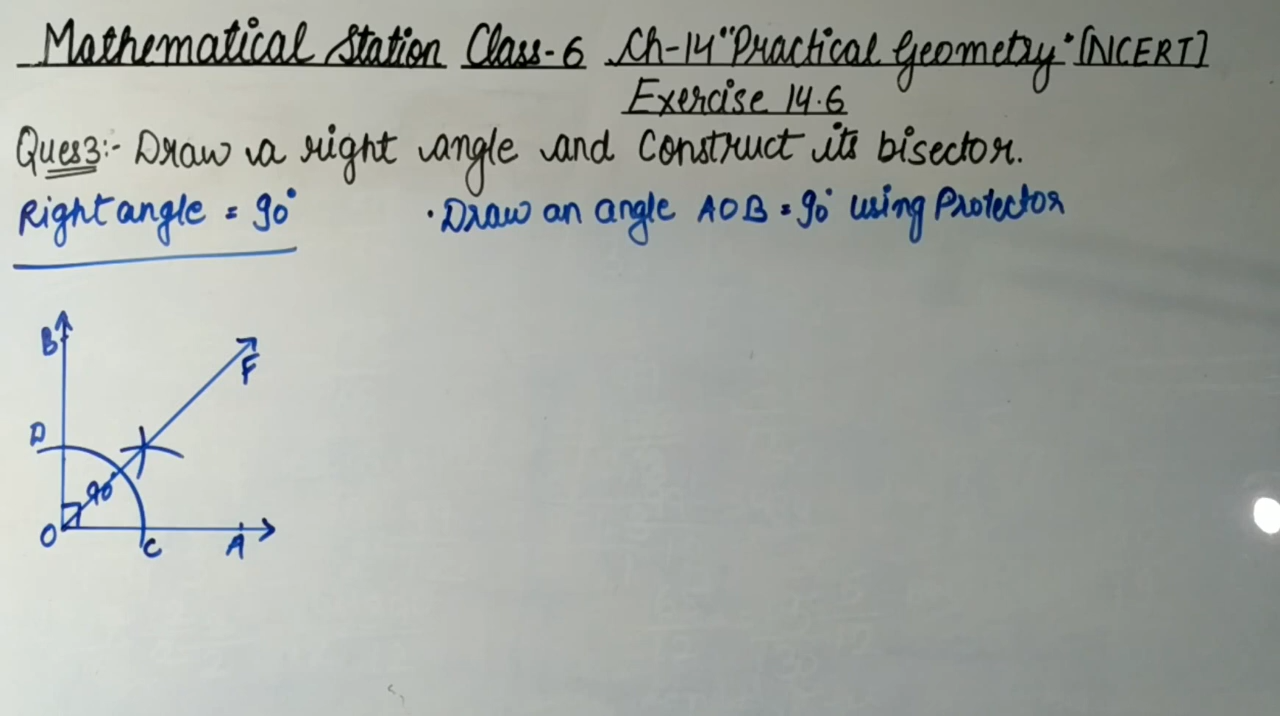 Mathematical Station Class-6 Ch-14 "Practical Geometry" [NCERT]
Exercise 14.6
Ques3:- Draw a right angle and Construct its bisector.
Right angle = 90° · Draw an angle AOB = 90° using Protector
B
F
D
90°
O
C
A